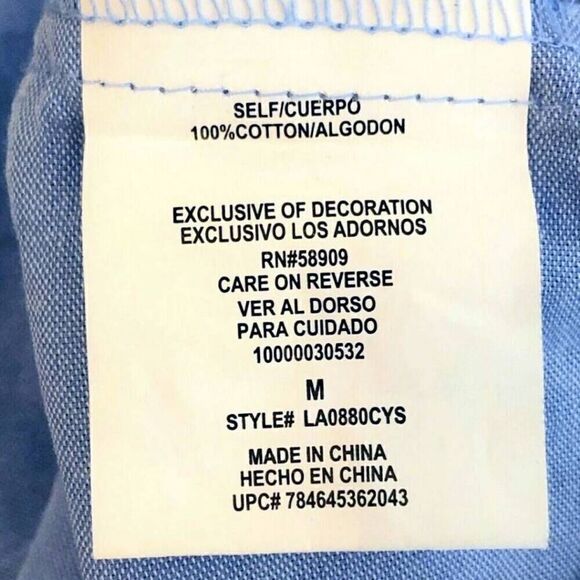 SELF/CUERPO
100%COTTON/ALGODON
EXCLUSIVE OF DECORATION
EXCLUSIVO LOS ADORNOS
RN#58909
CARE ON REVERSE
VER AL DORSO
PARA CUIDADO
10000030532
M
STYLE# LA0880CYS
MADE IN CHINA
HECHO EN CHINA
UPC# 784645362043